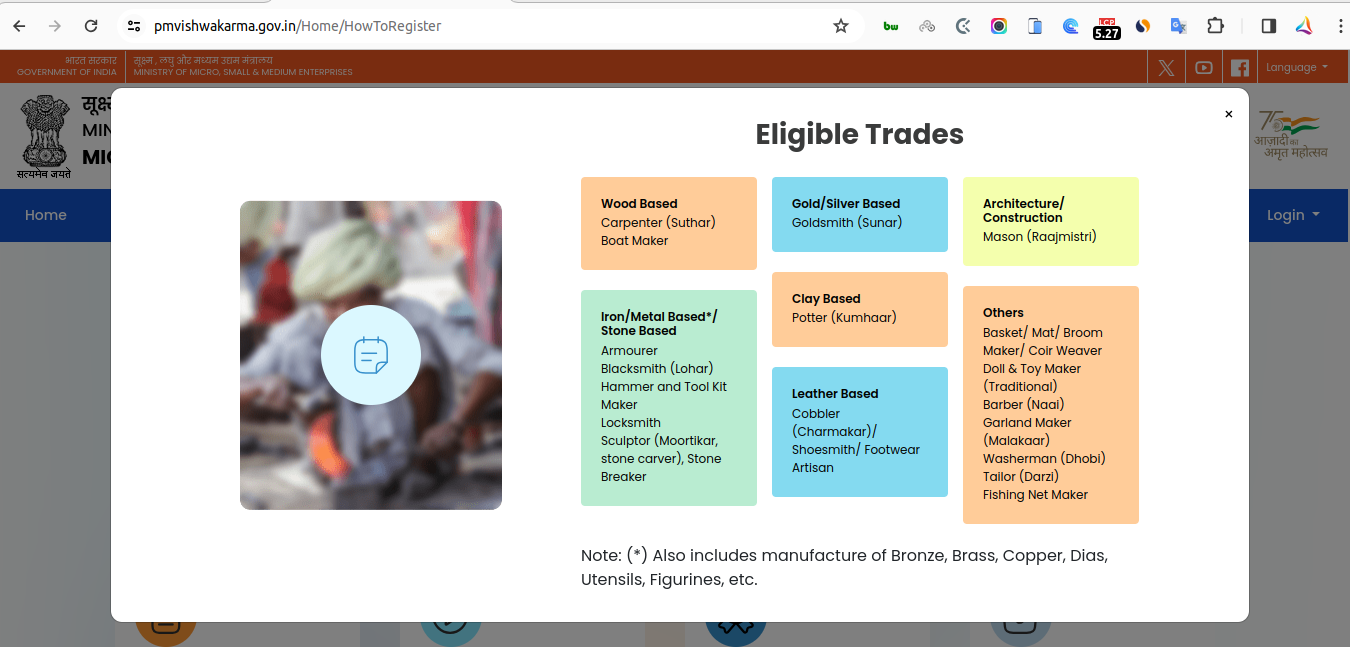 pmvishwakarma.gov.in/Home/HowToRegister
bw
LCP
5.27
भारत सरकार
GOVERNMENT OF INDIA
सूक्ष्म, लघु और मध्यम उद्यम मंत्रालय
MINISTRY OF MICRO, SMALL & MEDIUM ENTERPRISES
Language
सत्यमेव जयते
आज़ादी का
अमृत महोत्सव
Home
Login
Eligible Trades
Wood Based
Carpenter (Suthar)
Boat Maker
Gold/Silver Based
Goldsmith (Sunar)
Architecture/
Construction
Mason (Raajmistri)
Iron/Metal Based*/
Stone Based
Armourer
Blacksmith (Lohar)
Hammer and Tool Kit
Maker
Locksmith
Sculptor (Moortikar,
stone carver), Stone
Breaker
Clay Based
Potter (Kumhaar)
Leather Based
Cobbler
(Charmakar)/
Shoesmith/ Footwear
Artisan
Others
Basket/ Mat/ Broom
Maker/ Coir Weaver
Doll & Toy Maker
(Traditional)
Barber (Naai)
Garland Maker
(Malakaar)
Washerman (Dhobi)
Tailor (Darzi)
Fishing Net Maker
Note: (*) Also includes manufacture of Bronze, Brass, Copper, Dias,
Utensils, Figurines, etc.